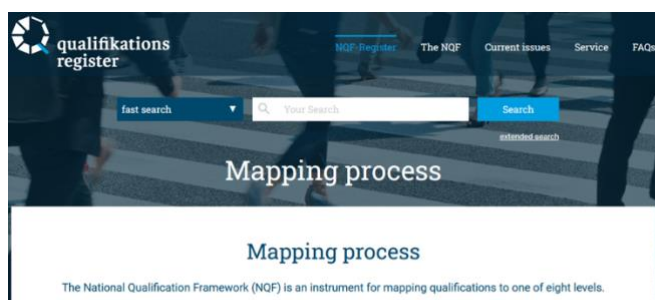 qualifikations
register
NQF-Register The NQF Current issues Service FAQs
fast search Your Search Search
extended search
Mapping process
Mapping process
The National Qualification Framework (NQF) is an instrument for mapping qualifications to one of eight levels.